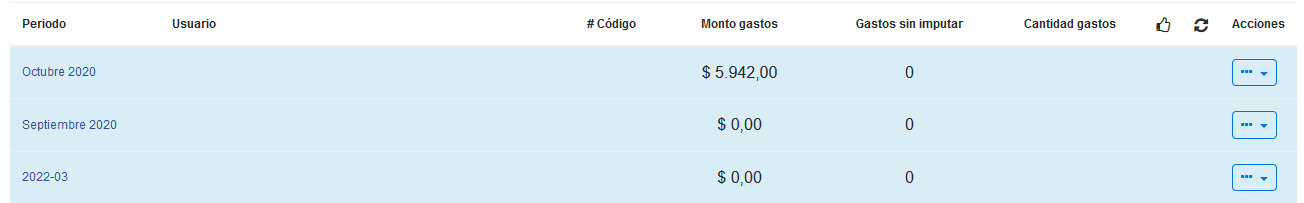 Periodo Usuario # Código Monto gastos Gastos sin imputar Cantidad gastos Acciones
Octubre 2020 $ 5.942,00 0
Septiembre 2020 $ 0,00 0
2022-03 $ 0,00 0